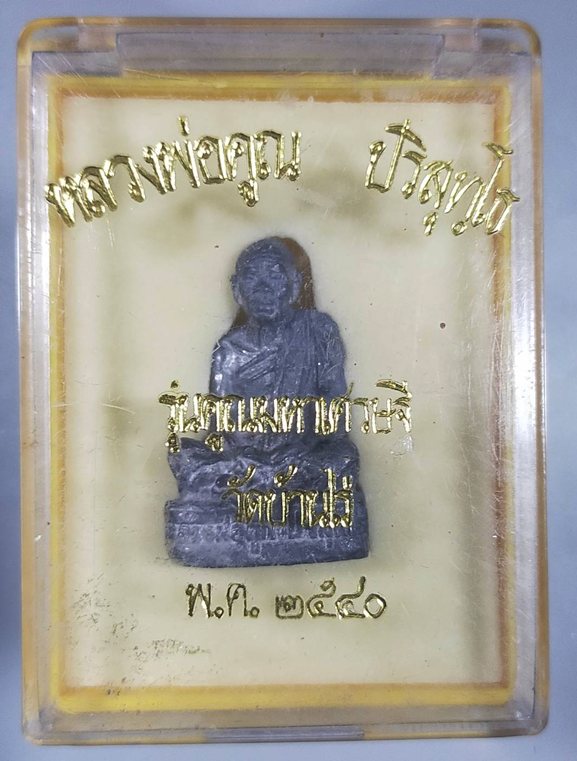 หลวงพ่อคูณ ปริสุทฺโธ
รุ่นคูณมหาเศรษฐี
วัดบ้านไร่
พ.ค. ๒๕๔๐